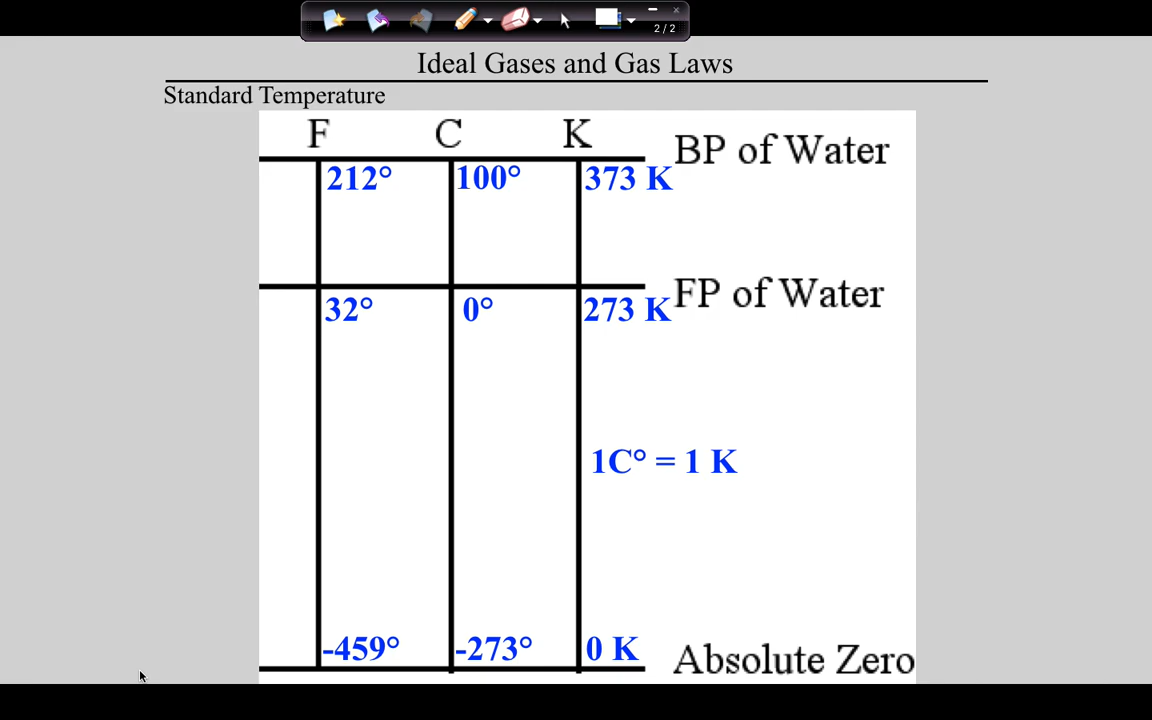 2 / 2
Ideal Gases and Gas Laws
Standard Temperature
F C K
BP of Water
212° 100° 373 K
FP of Water
32° 0° 273 K
1C° = 1 K
-459° -273° 0 K
Absolute Zero